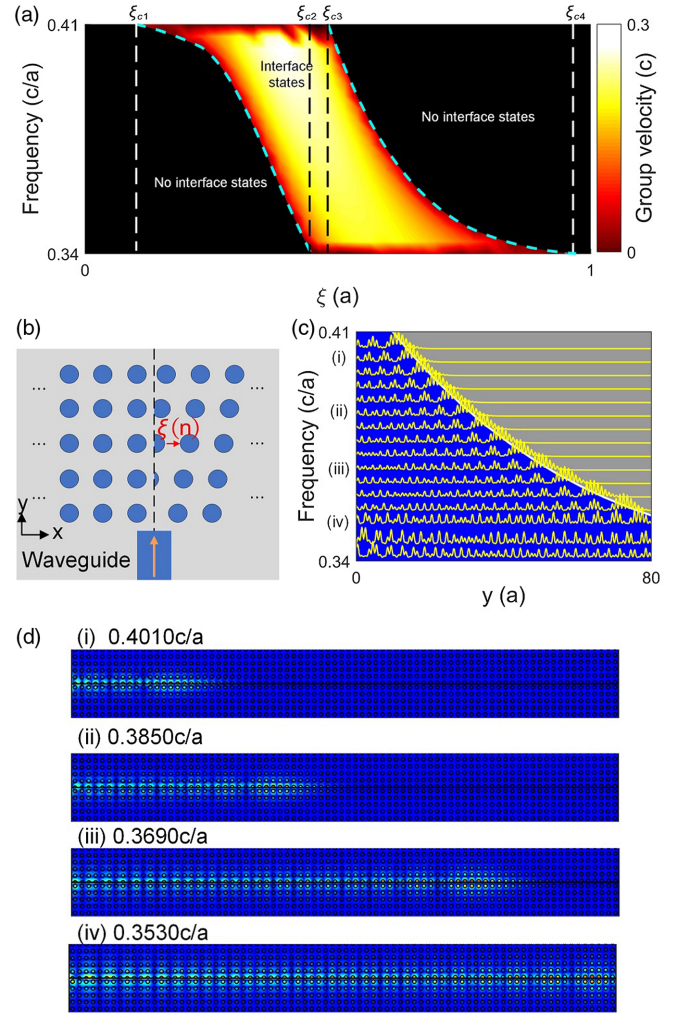 (a)
0.41
ξc1
ξc2
ξc3
ξc4
0.3
Frequency (c/a)
Interface
states
No interface states
No interface states
Group velocity (c)
0.34
0
1
0
ξ (a)
(b)
...
...
ξ(n)
...
...
...
...
y
x
Waveguide
(c)
0.41
Frequency (c/a)
(i)
(ii)
(iii)
(iv)
0.34
0
80
y (a)
(d)
(i) 0.4010c/a
(ii) 0.3850c/a
(iii) 0.3690c/a
(iv) 0.3530c/a